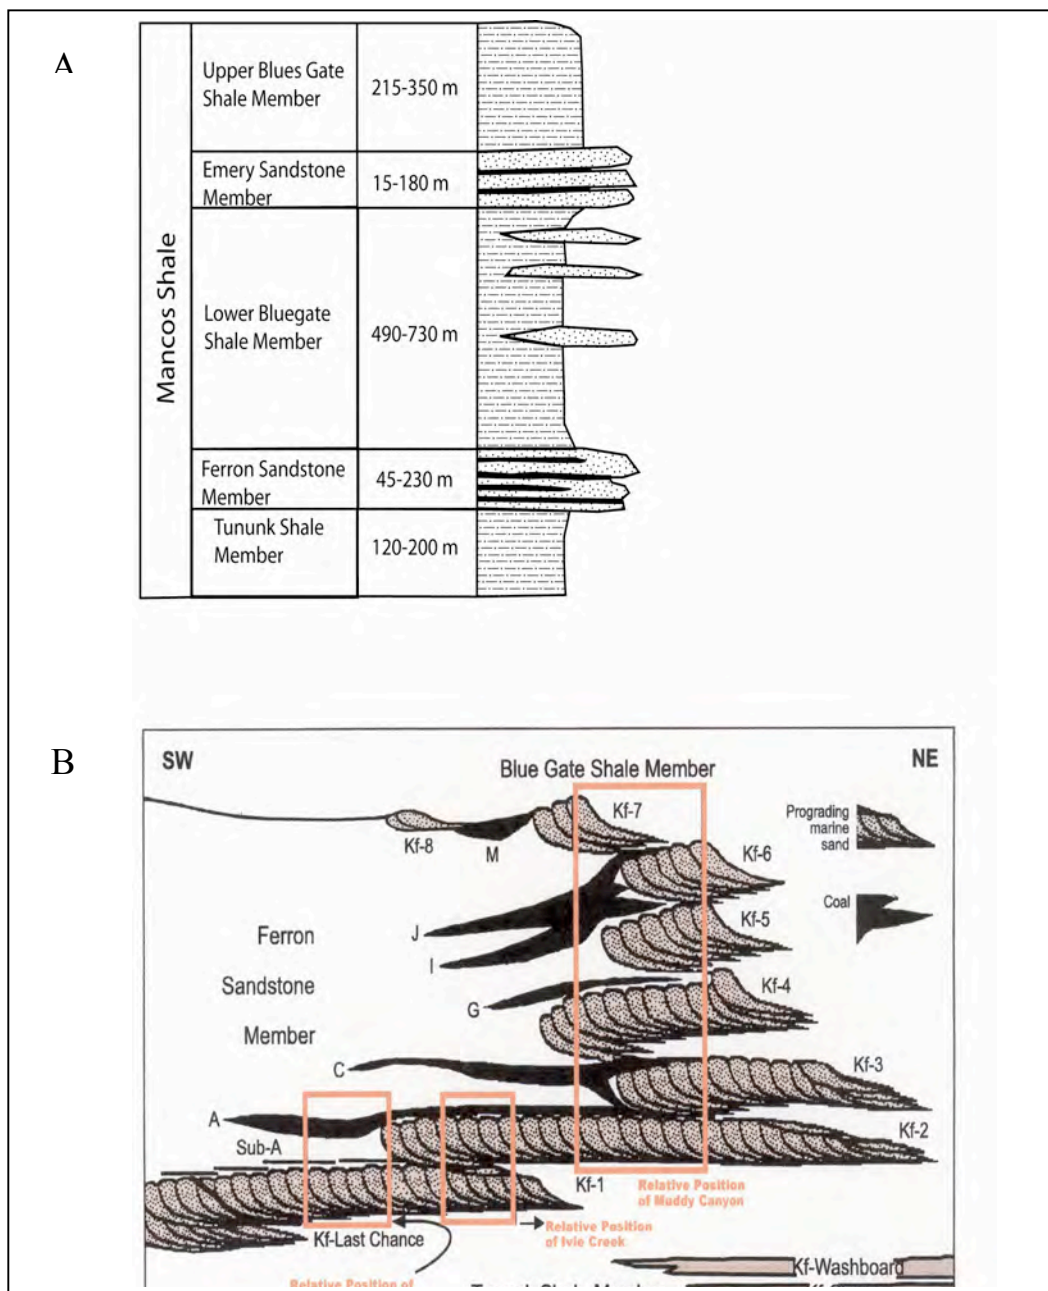 A
Mancos Shale
Upper Blues Gate
Shale Member
215-350 m
Emery Sandstone
Member
15-180 m
Lower Bluegate
Shale Member
490-730 m
Ferron Sandstone
Member
45-230 m
Tununk Shale
Member
120-200 m
B
SW
NE
Blue Gate Shale Member
Prograding
marine
sand
Coal
Kf-8
M
Kf-7
Kf-6
J
Kf-5
I
Ferron
Sandstone
Member
G
Kf-4
C
Kf-3
A
Kf-2
Sub-A
Kf-1
Relative Position
of Muddy Canyon
Kf-Last Chance
Relative Position
of Ivie Creek
Kf-Washboard
Relative Position of